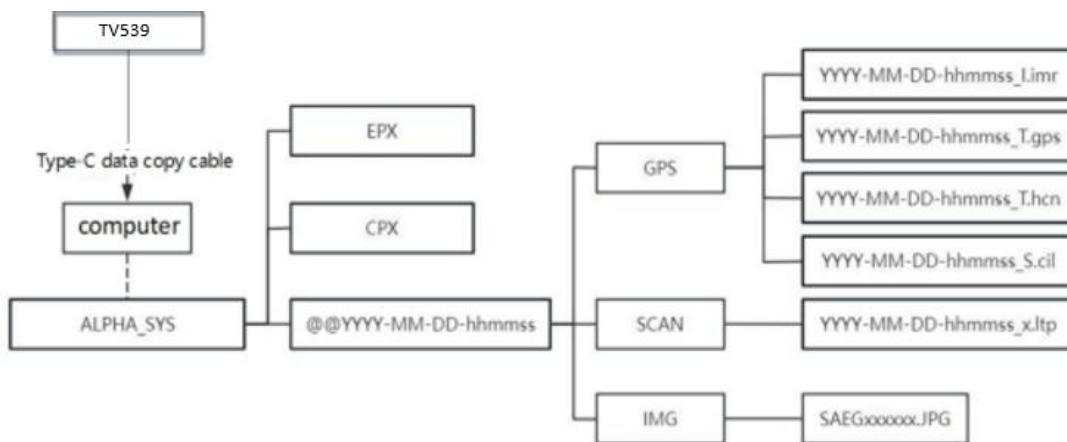 TV539
Type-C data copy cable
computer
ALPHA_SYS
EPX
CPX
@@YYYY-MM-DD-hhmmss
GPS
SCAN
IMG
YYYY-MM-DD-hhmmss_I.imr
YYYY-MM-DD-hhmmss_T.gps
YYYY-MM-DD-hhmmss_T.hcn
YYYY-MM-DD-hhmmss_S.cil
YYYY-MM-DD-hhmmss_x.ltp
SAEGxxxxxx.JPG